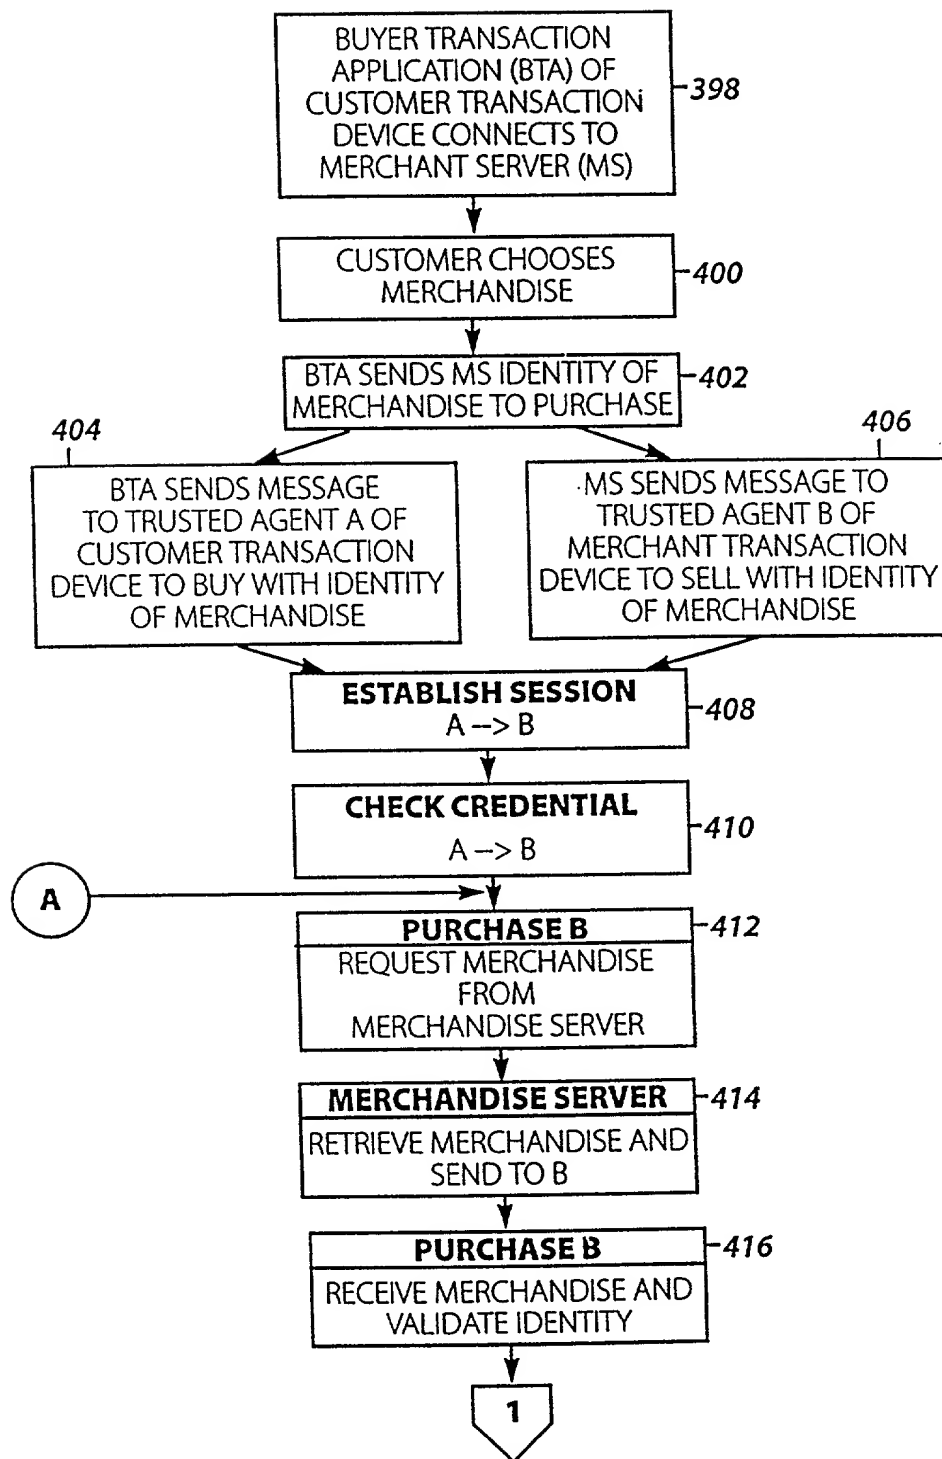 BUYER TRANSACTION
APPLICATION (BTA) OF
CUSTOMER TRANSACTION
DEVICE CONNECTS TO
MERCHANT SERVER (MS)
398
CUSTOMER CHOOSES
MERCHANDISE
400
BTA SENDS MS IDENTITY OF
MERCHANDISE TO PURCHASE
402
404
BTA SENDS MESSAGE
TO TRUSTED AGENT A OF
CUSTOMER TRANSACTION
DEVICE TO BUY WITH IDENTITY
OF MERCHANDISE
406
MS SENDS MESSAGE TO
TRUSTED AGENT B OF
MERCHANT TRANSACTION
DEVICE TO SELL WITH IDENTITY
OF MERCHANDISE
ESTABLISH SESSION
A --> B
408
CHECK CREDENTIAL
A --> B
410
A
PURCHASE B
412
REQUEST MERCHANDISE
FROM
MERCHANDISE SERVER
MERCHANDISE SERVER
414
RETRIEVE MERCHANDISE AND
SEND TO B
PURCHASE B
416
RECEIVE MERCHANDISE AND
VALIDATE IDENTITY
1